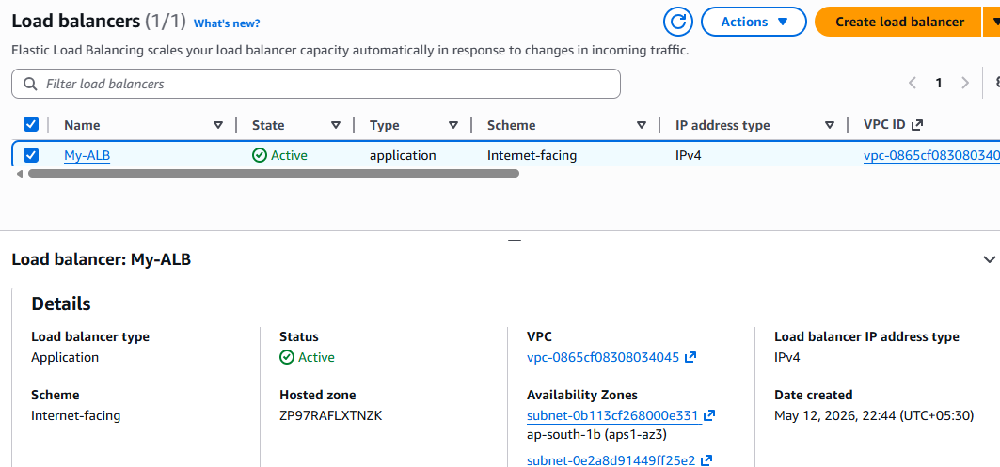 Load balancers (1/1) What's new?
Actions
Create load balancer
Elastic Load Balancing scales your load balancer capacity automatically in response to changes in incoming traffic.
Filter load balancers
1
Name State Type Scheme IP address type VPC ID
My-ALB Active application Internet-facing IPv4 vpc-0865cf083080340
Load balancer: My-ALB
Details
Load balancer type Status VPC Load balancer IP address type
Application Active vpc-0865cf08308034045 IPv4
Scheme Hosted zone Availability Zones Date created
Internet-facing ZP97RAFLXTNZK subnet-0b113cf268000e331 May 12, 2026, 22:44 (UTC+05:30)
ap-south-1b (aps1-az3)
subnet-0e2a8d91449ff25e2